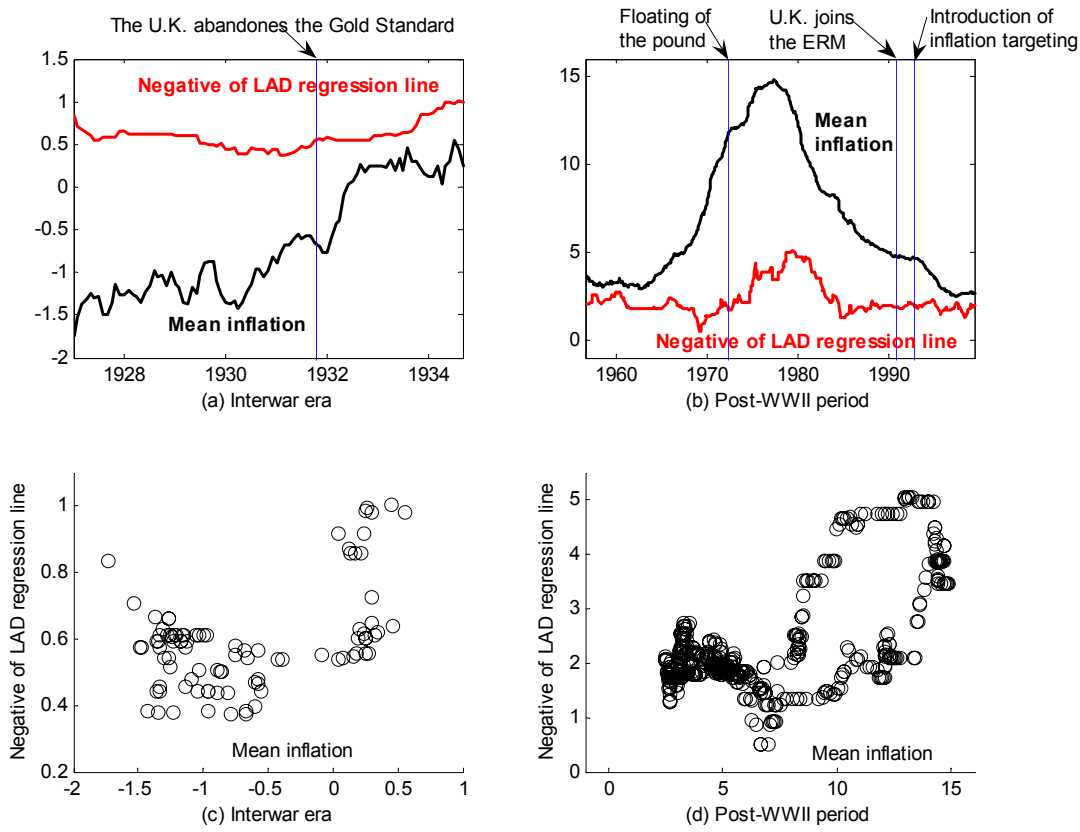 The U.K. abandones the Gold Standard
1.5
1
0.5
0
-0.5
-1
-1.5
-2
Negative of LAD regression line
Mean inflation
1928
1930
1932
1934
(a) Interwar era
Floating of
the pound
U.K. joins
the ERM
Introduction of
inflation targeting
15
10
5
0
Mean
inflation
Negative of LAD regression line
1960
1970
1980
1990
(b) Post-WWII period
Negative of LAD regression line
1
0.8
0.6
0.4
0.2
Mean inflation
-2
-1.5
-1
-0.5
0
0.5
1
(c) Interwar era
Negative of LAD regression line
5
4
3
2
1
0
Mean inflation
0
5
10
15
(d) Post-WWII period